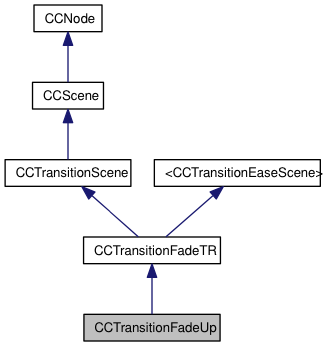 CCNode
CCScene
CCTransitionScene
<CCTransitionEaseScene>
CCTransitionFadeTR
CCTransitionFadeUp